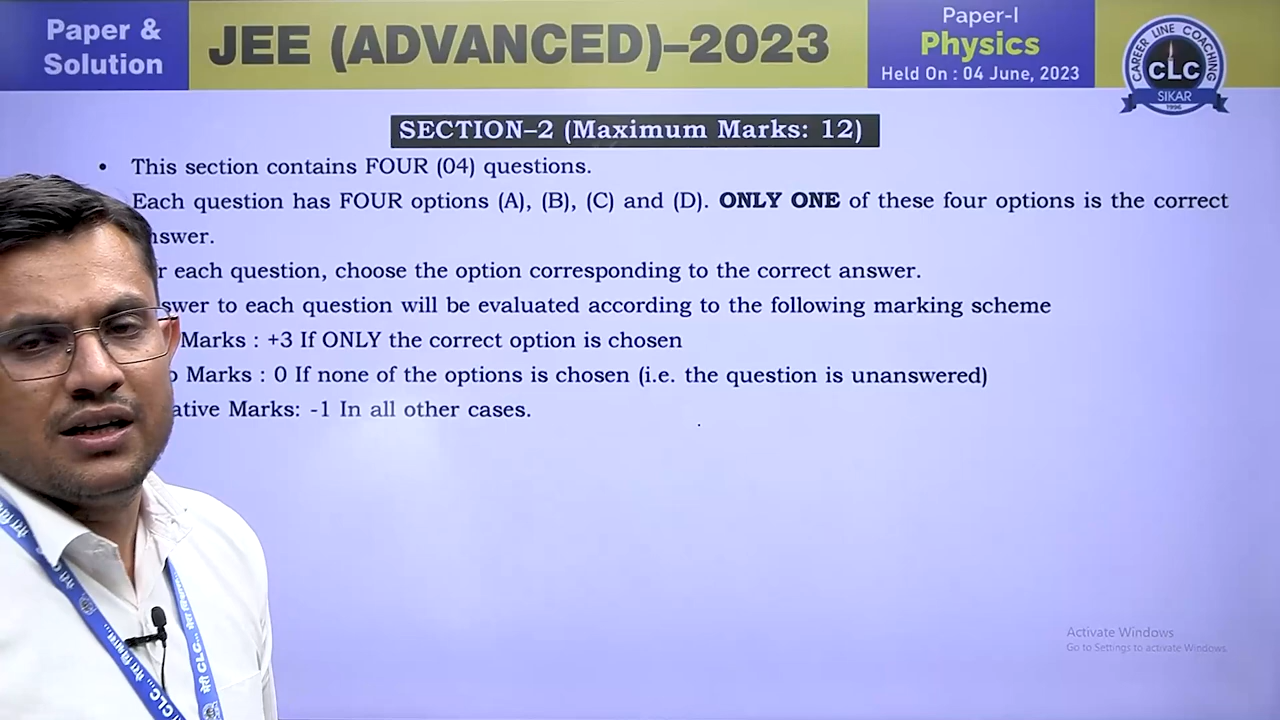 Paper &
Solution
JEE (ADVANCED)–2023
Paper-I
Physics
Held On : 04 June, 2023
CAREER LINE COACHING
CLC
SIKAR
1996
SECTION–2 (Maximum Marks: 12)
• This section contains FOUR (04) questions.
Each question has FOUR options (A), (B), (C) and (D). ONLY ONE of these four options is the correct
nswer.
r each question, choose the option corresponding to the correct answer.
swer to each question will be evaluated according to the following marking scheme
Marks : +3 If ONLY the correct option is chosen
o Marks : 0 If none of the options is chosen (i.e. the question is unanswered)
ative Marks: -1 In all other cases.
मेरी CLC...
Activate Windows
Go to Settings to activate Windows.